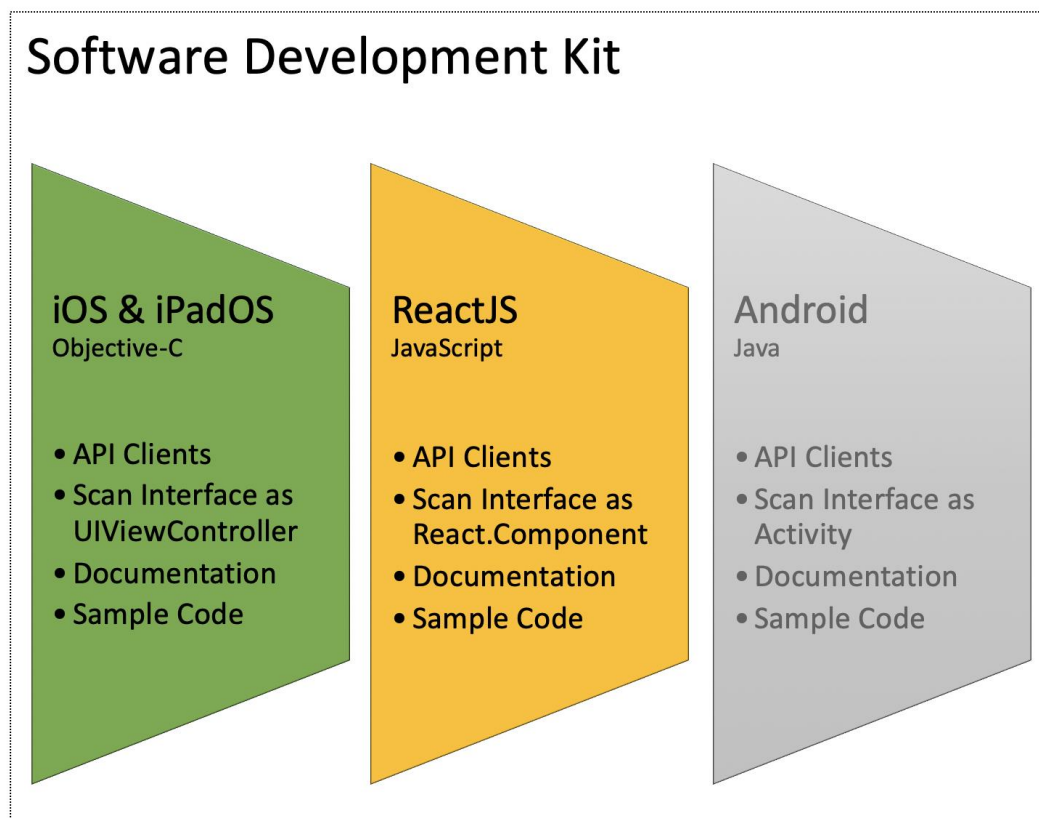 Software Development Kit
iOS & iPadOS
Objective-C
• API Clients
• Scan Interface as
UIViewController
• Documentation
• Sample Code
ReactJS
JavaScript
• API Clients
• Scan Interface as
React.Component
• Documentation
• Sample Code
Android
Java
• API Clients
• Scan Interface as
Activity
• Documentation
• Sample Code